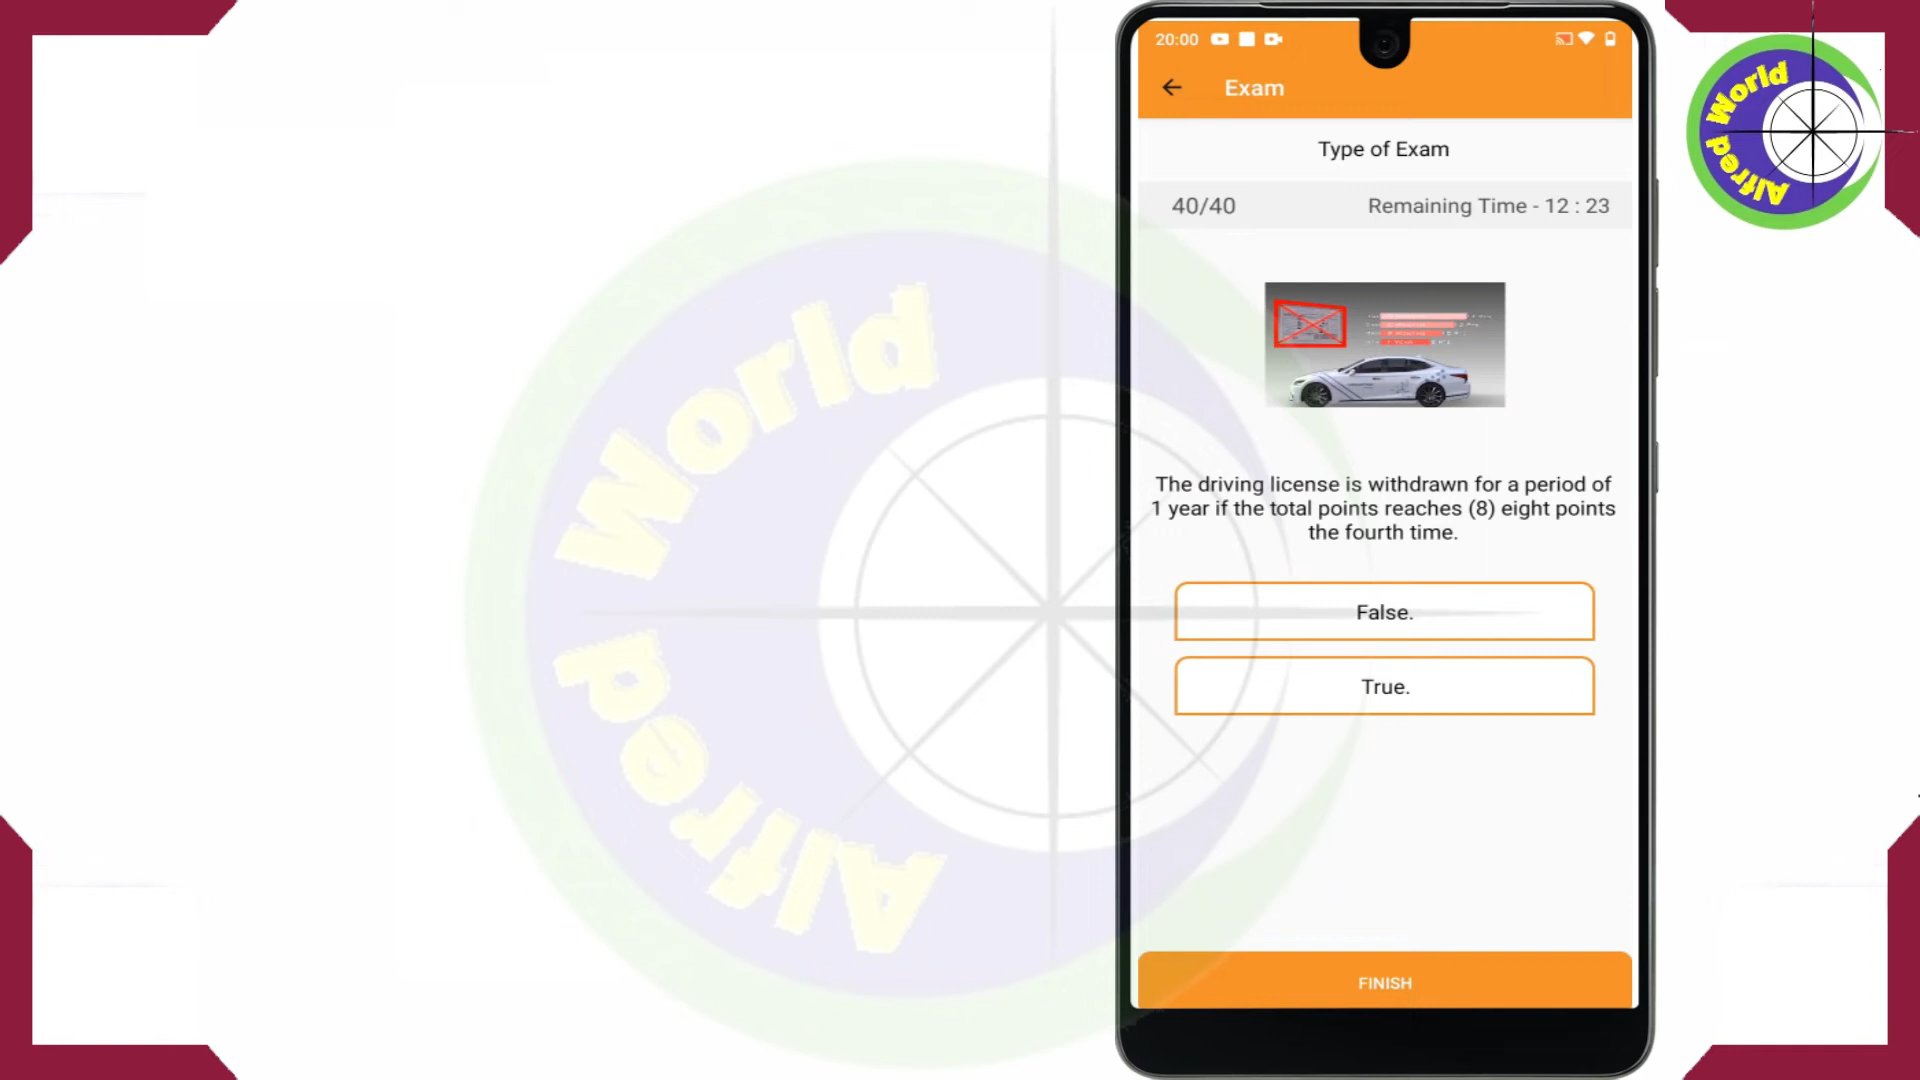 20:00
Exam
Type of Exam
40/40
Remaining Time - 12 : 23
The driving license is withdrawn for a period of
1 year if the total points reaches (8) eight points
the fourth time.
False.
True.
FINISH
Alfred World
Alfred World